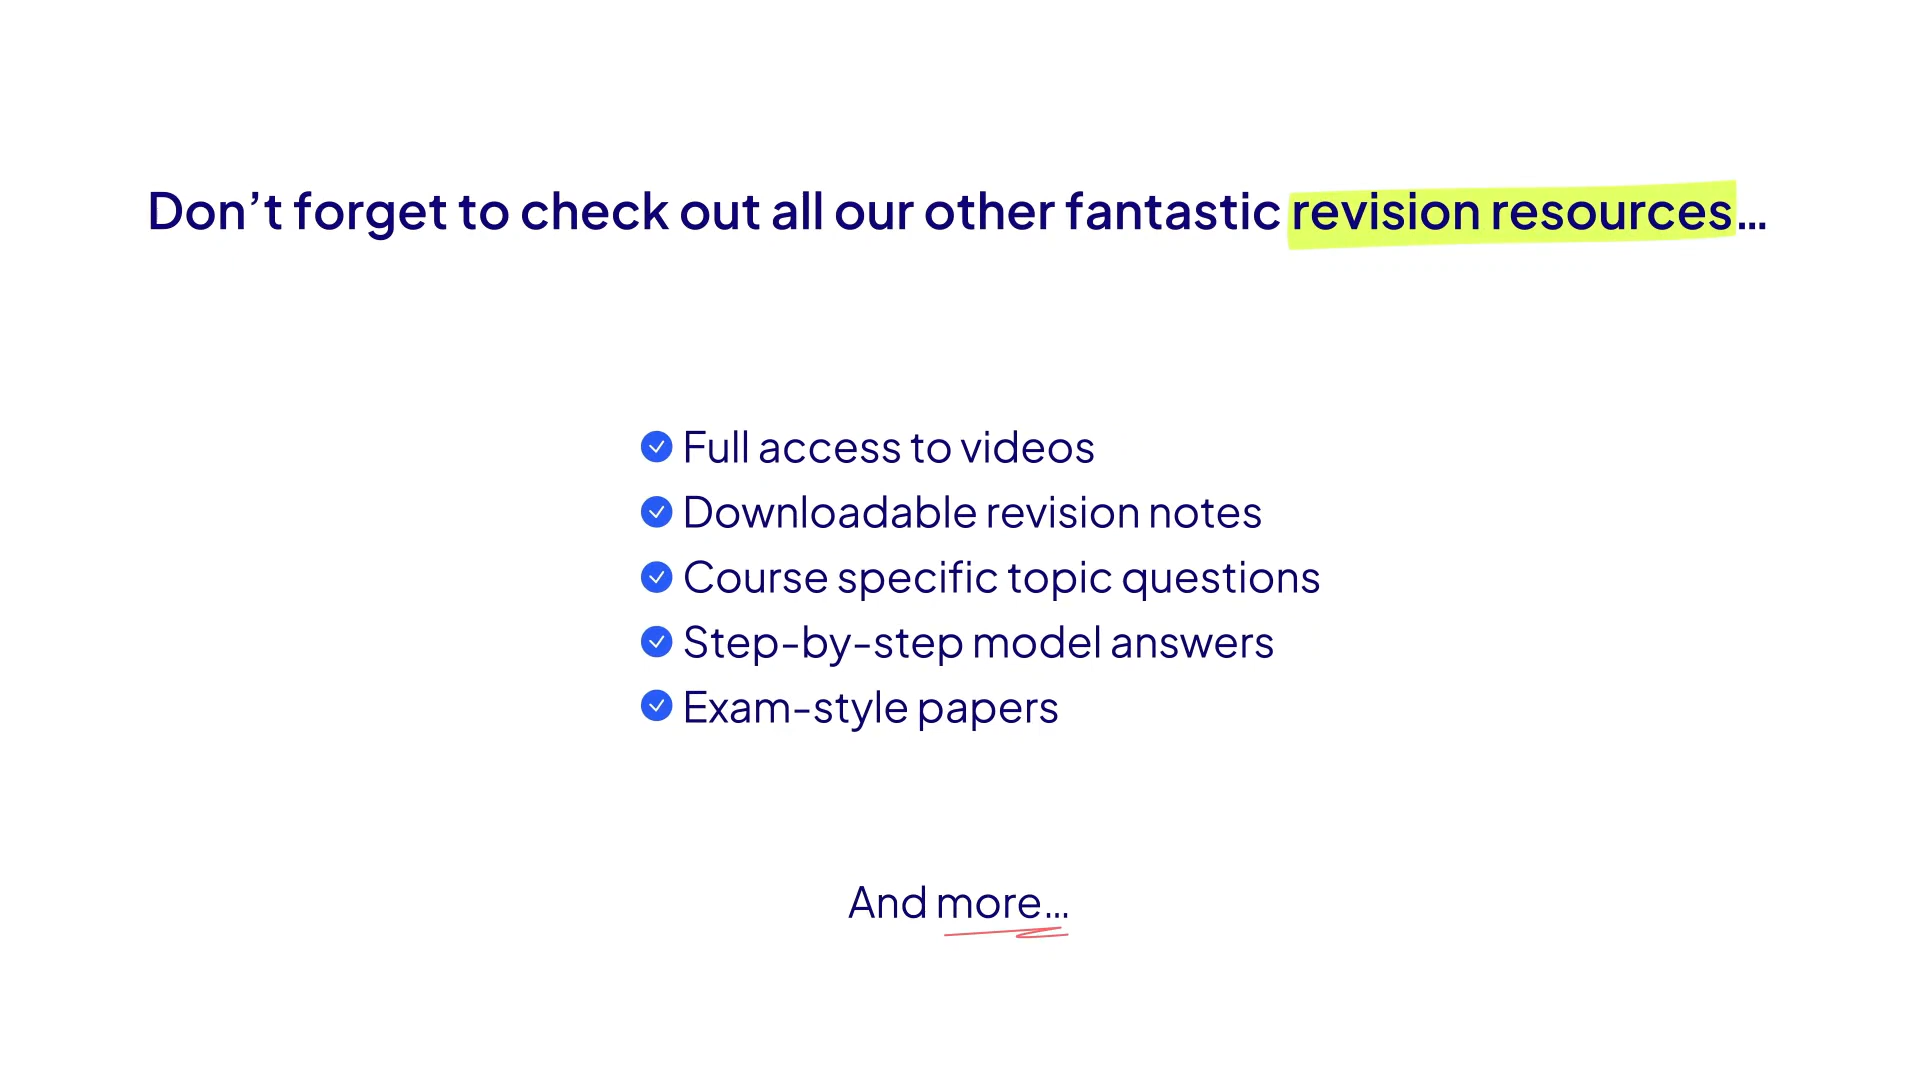 Don’t forget to check out all our other fantastic revision resources...
Full access to videos
Downloadable revision notes
Course specific topic questions
Step-by-step model answers
Exam-style papers
And more...